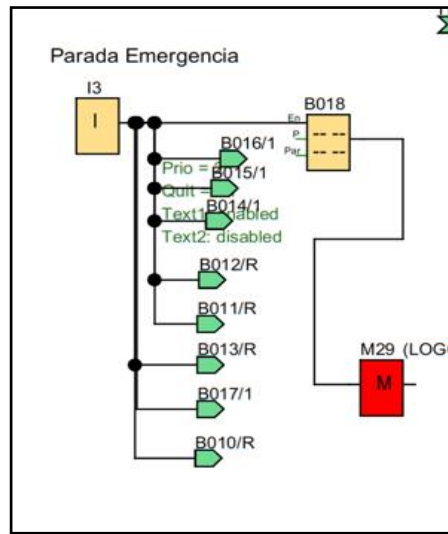 Parada Emergencia
I3
I
B018
En
P
Par
B016/1
Prio =
B015/1
Quit =
Text1: enabled
B014/1
Text2: disabled
B012/R
B011/R
B013/R
M29 (LOG
M
B017/1
B010/R